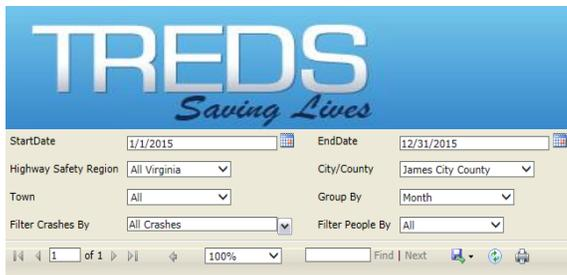 TREDS
Saving Lives
StartDate 1/1/2015 EndDate 12/31/2015
Highway Safety Region All Virginia City/County James City County
Town All Group By Month
Filter Crashes By All Crashes Filter People By All
1 of 1 100% Find | Next